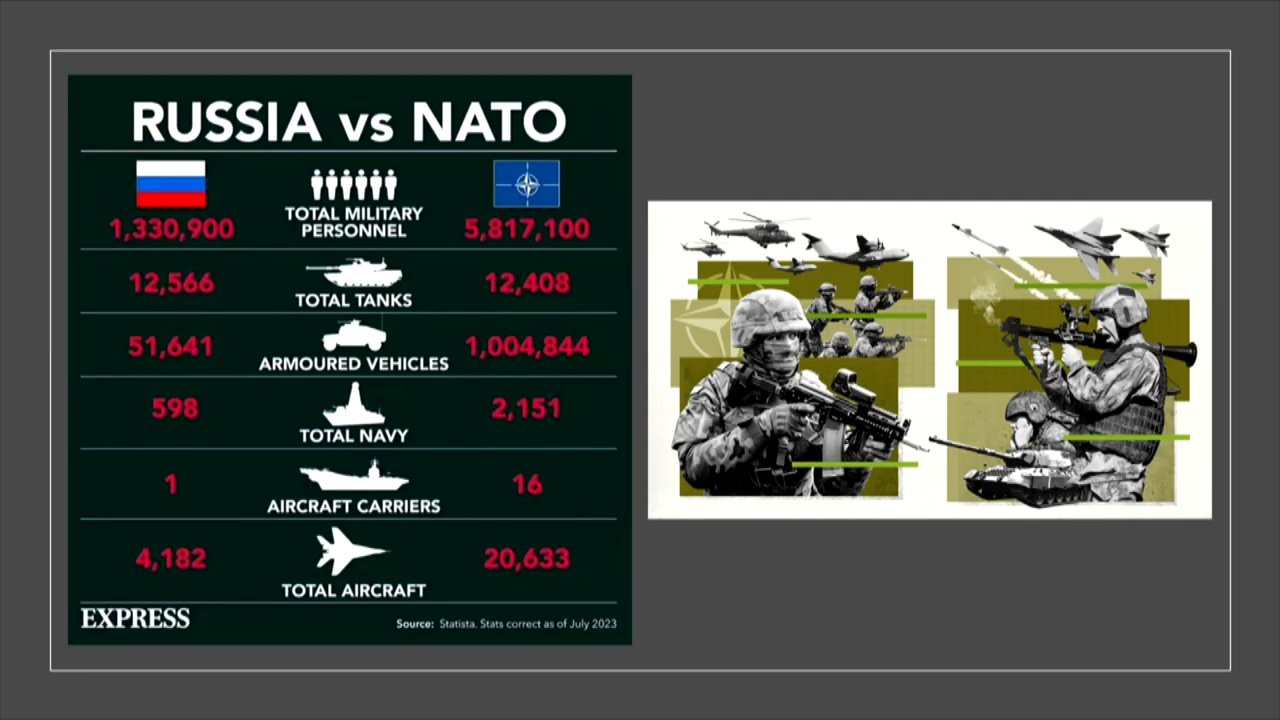 RUSSIA vs NATO
TOTAL MILITARY
PERSONNEL
1,330,900
5,817,100
12,566
TOTAL TANKS
12,408
51,641
ARMOURED VEHICLES
1,004,844
598
TOTAL NAVY
2,151
1
AIRCRAFT CARRIERS
16
4,182
TOTAL AIRCRAFT
20,633
EXPRESS
Source: Statista. Stats correct as of July 2023